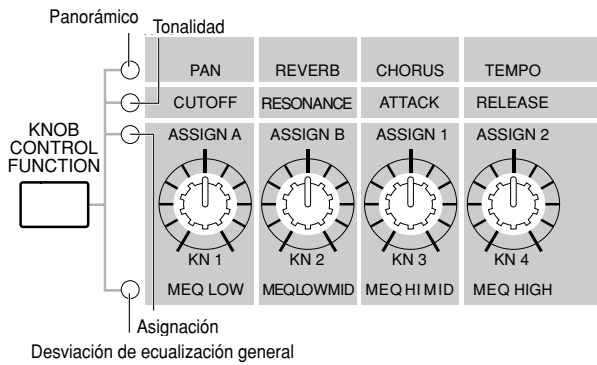 Panorámico
Tonalidad
PAN REVERB CHORUS TEMPO
CUTOFF RESONANCE ATTACK RELEASE
KNOB
CONTROL
FUNCTION
ASSIGN A ASSIGN B ASSIGN 1 ASSIGN 2
KN 1 KN 2 KN 3 KN 4
MEQ LOW MEQLOWMID MEQ HI MID MEQ HIGH
Asignación
Desviación de ecualización general